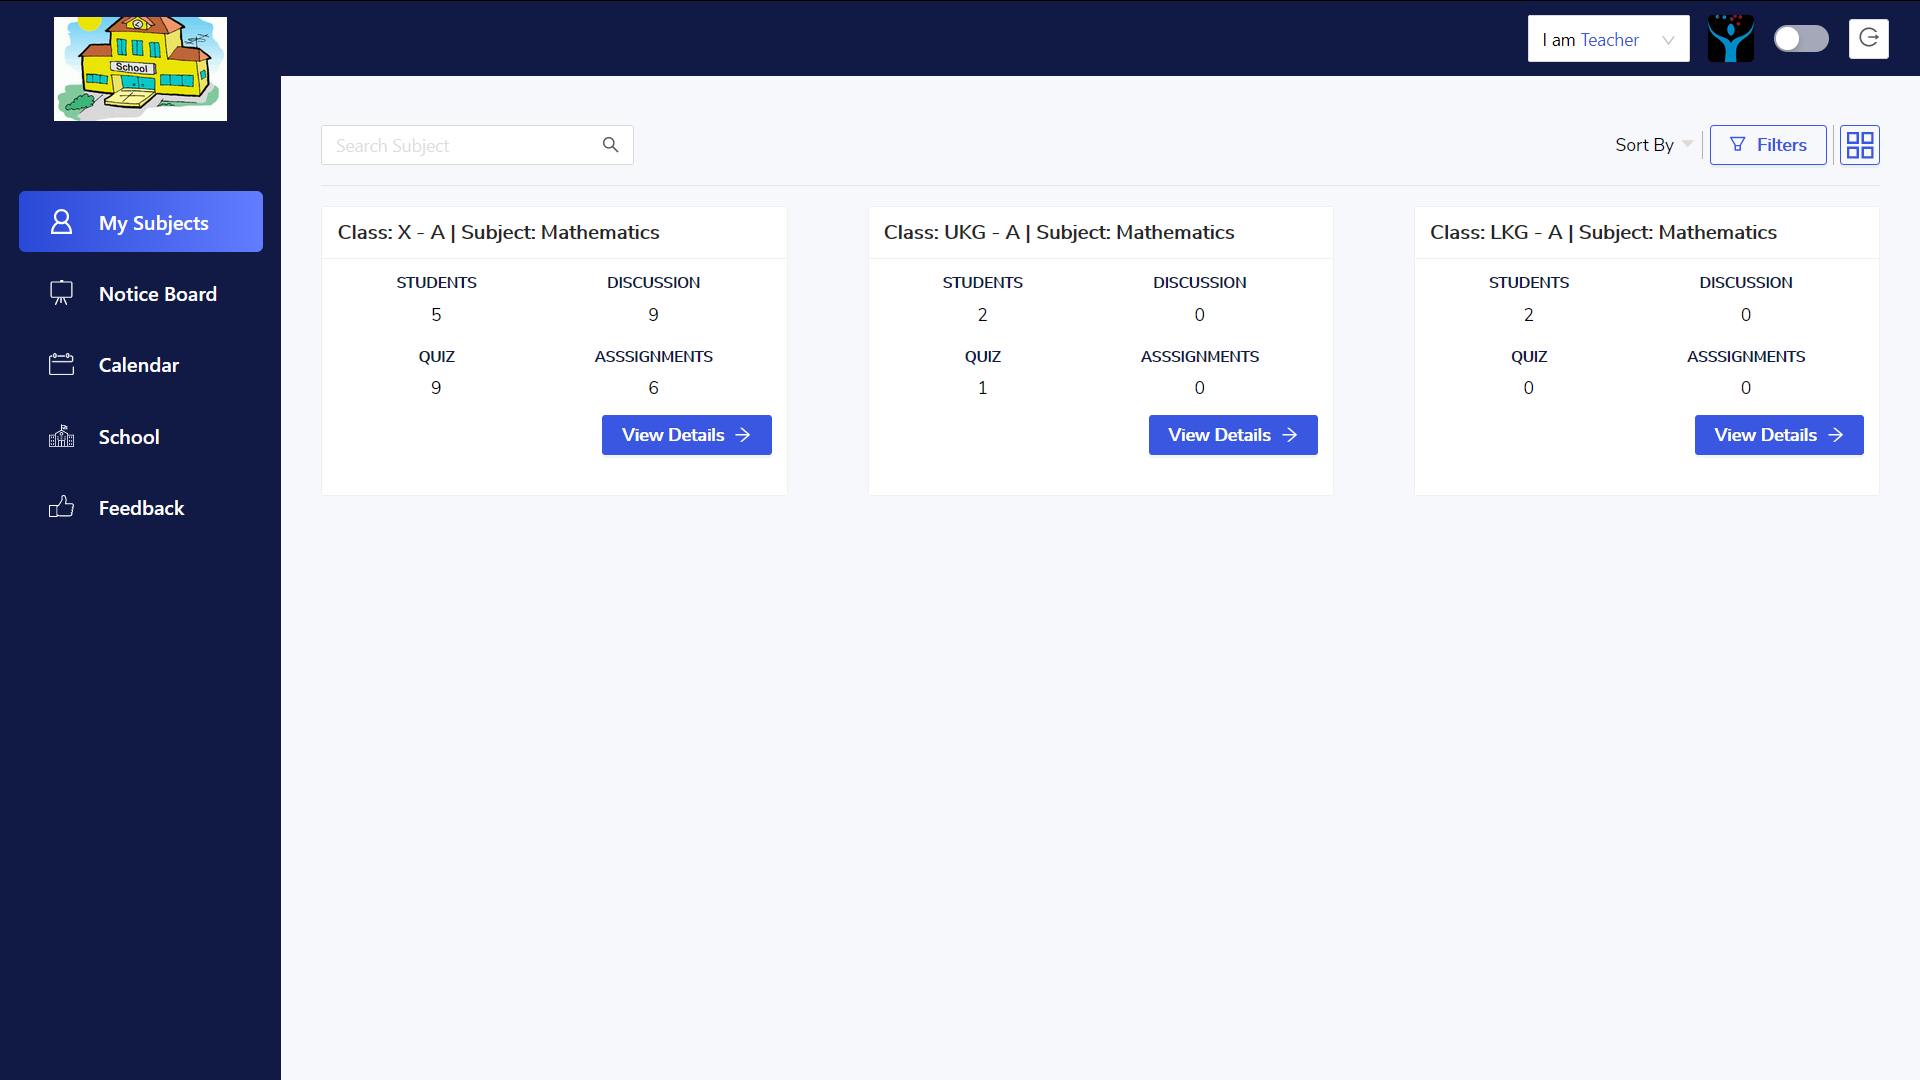 School
I am Teacher
My Subjects
Notice Board
Calendar
School
Feedback
Search Subject
Sort By
Filters
Class: X - A | Subject: Mathematics
STUDENTS
DISCUSSION
5
9
QUIZ
ASSSIGNMENTS
9
6
View Details
Class: UKG - A | Subject: Mathematics
STUDENTS
DISCUSSION
2
0
QUIZ
ASSSIGNMENTS
1
0
View Details
Class: LKG - A | Subject: Mathematics
STUDENTS
DISCUSSION
2
0
QUIZ
ASSSIGNMENTS
0
0
View Details